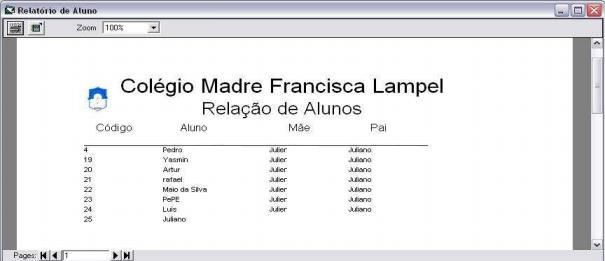 Relatório de Aluno
Zoom 100%
Colégio Madre Francisca Lampel
Relação de Alunos
Código Aluno Mãe Pai
4 Pedro Julier Juliano
19 Yasmin Julier Juliano
20 Artur Julier Juliano
21 rafael Julier Juliano
22 Maio da Silva Julier Juliano
23 PePE Julier Juliano
24 Luis Julier Juliano
25 Juliano
Pages: 1